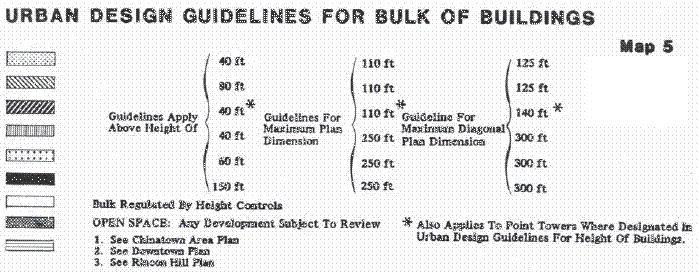 URBAN DESIGN GUIDELINES FOR BULK OF BUILDINGS
Map 5
Guidelines Apply Above Height Of
40 ft
80 ft
40 ft *
40 ft
60 ft
150 ft
Guidelines For Maximum Plan Dimension
110 ft
110 ft
110 ft *
250 ft
250 ft
250 ft
Guideline For Maximum Diagonal Plan Dimension
125 ft
125 ft
140 ft *
300 ft
300 ft
300 ft
Bulk Regulated By Height Controls
OPEN SPACE: Any Development Subject To Review
* Also Applies To Point Towers Where Designated in
Urban Design Guidelines For Height Of Buildings.
1. See Chinatown Area Plan
2. See Downtown Plan
3. See Rincon Hill Plan